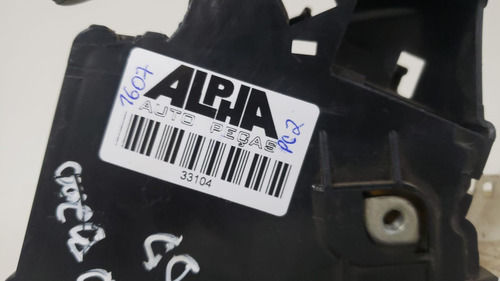 1607
ALPHA
AUTO PEÇAS
PC2
33104